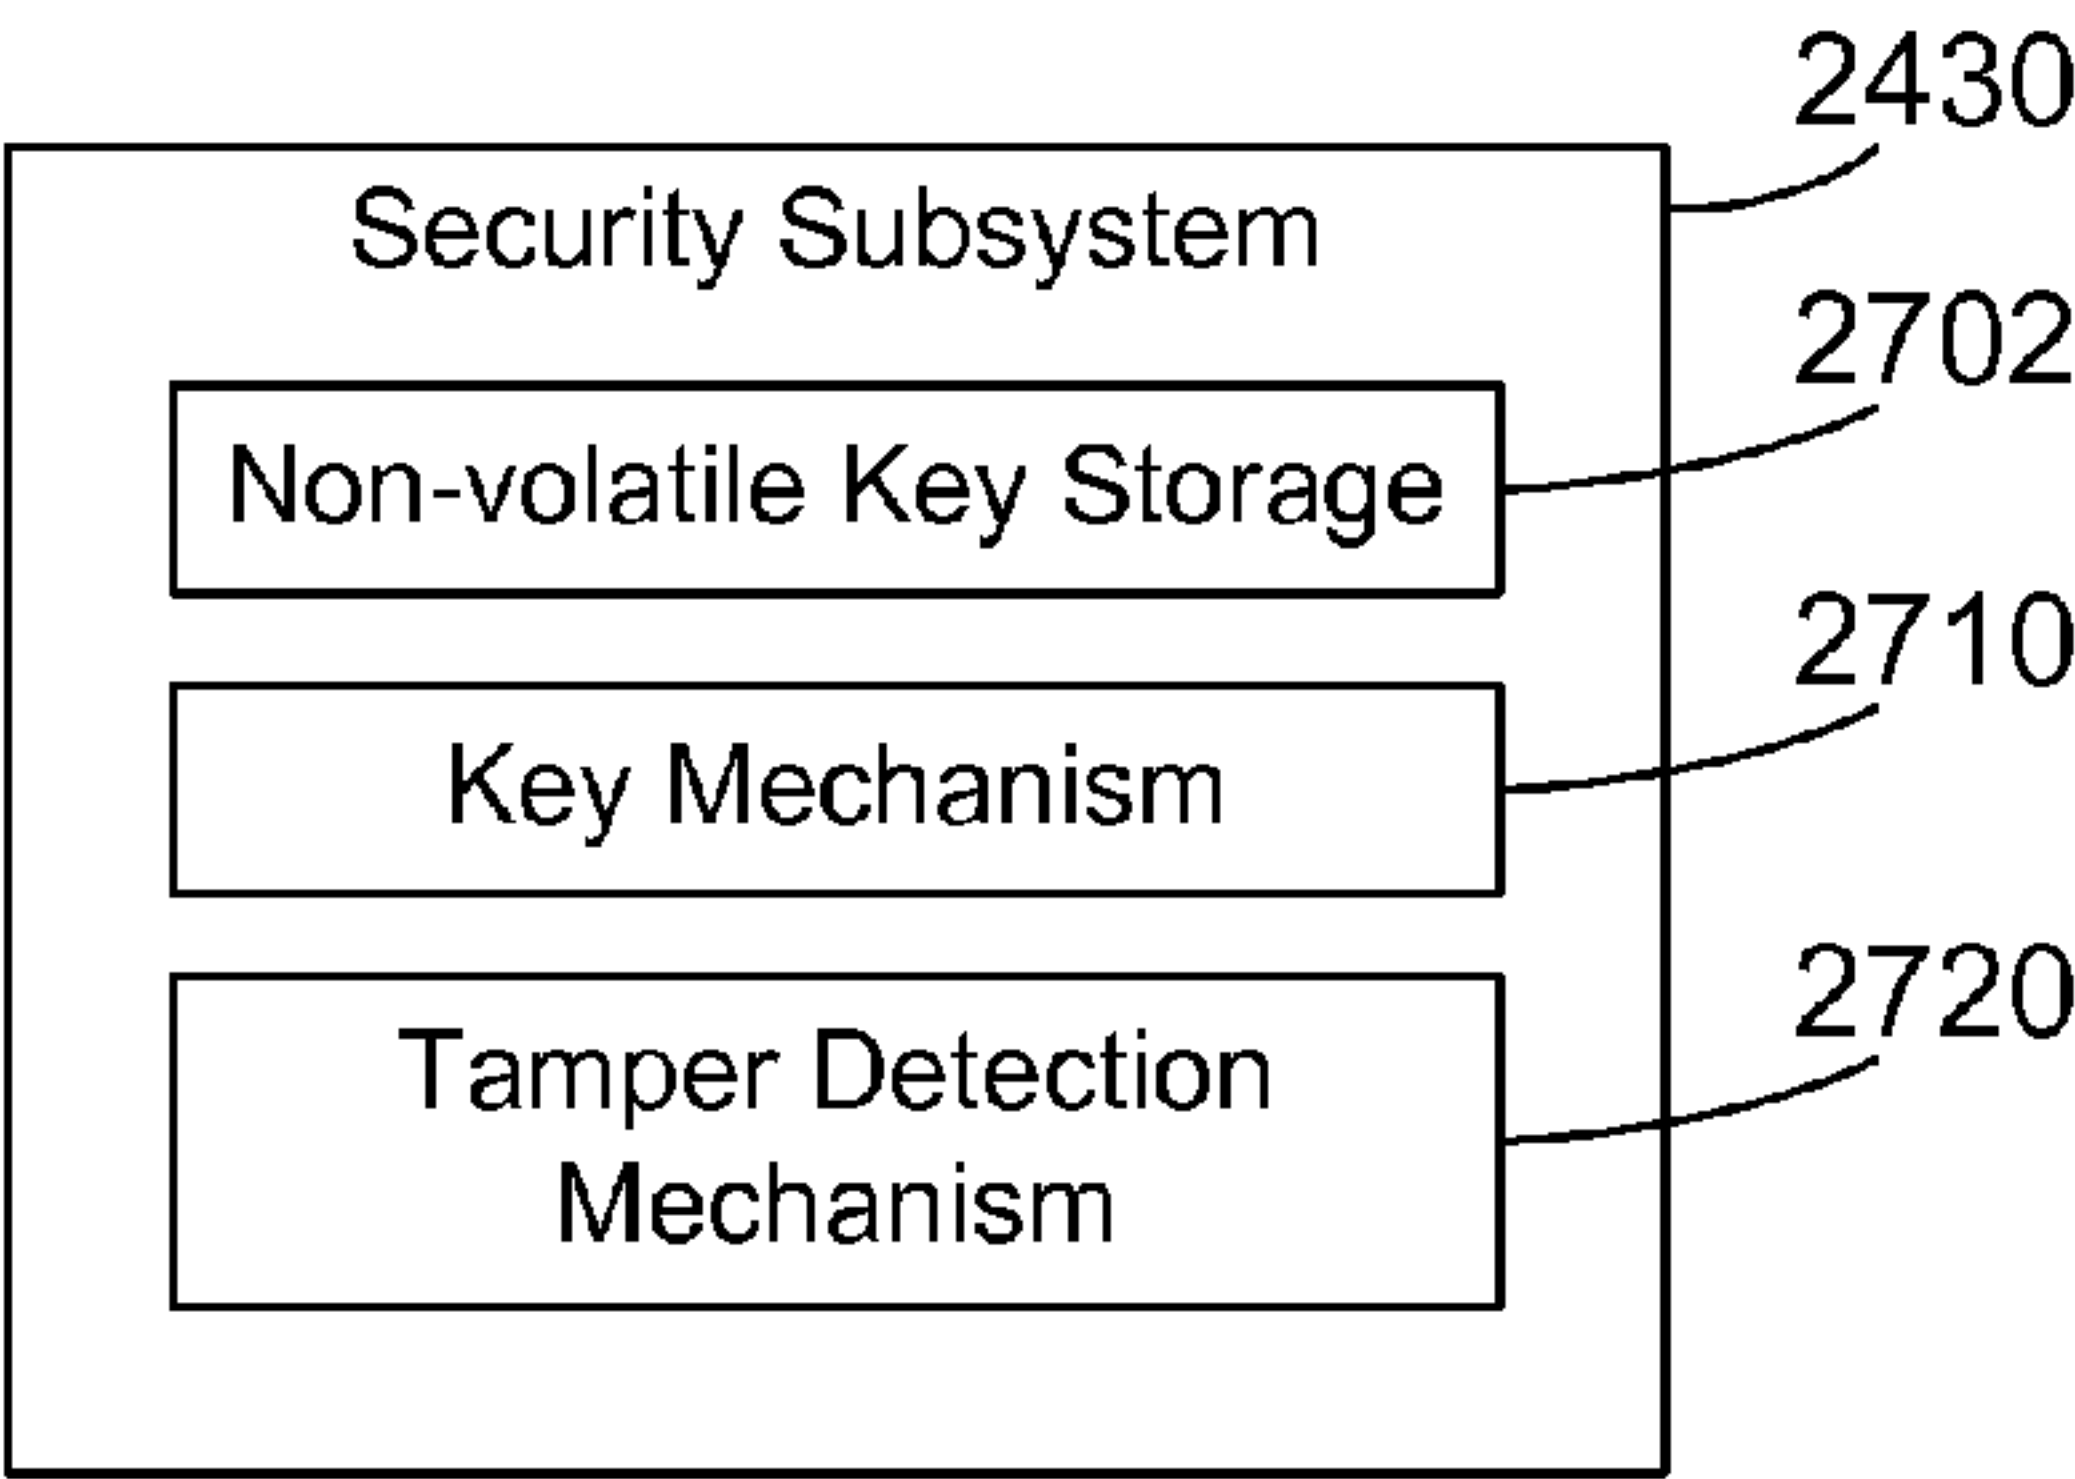 2430
Security Subsystem
2702
Non-volatile Key Storage
2710
Key Mechanism
2720
Tamper Detection
Mechanism